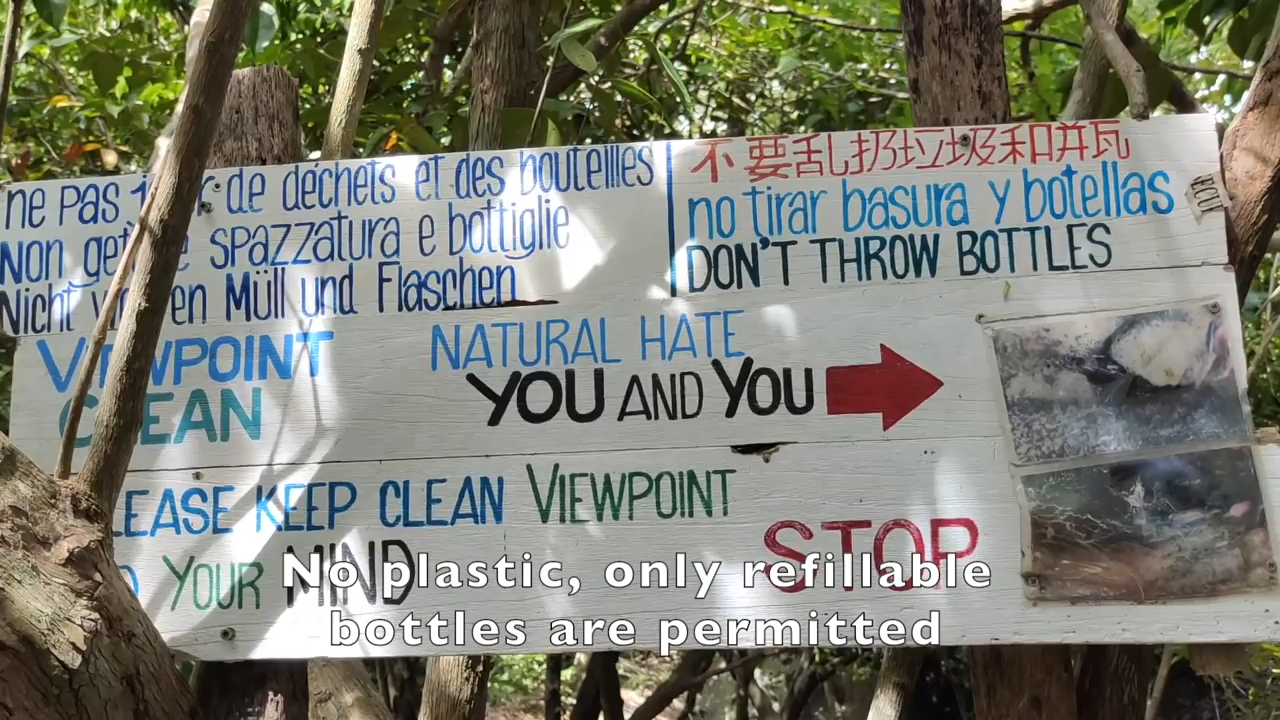 ne pas de déchets et des bouteilles
Non spazzatura e bottiglie
Nicht Müll und Flaschen
不要乱扔垃圾和并瓦
no tirar basura y botellas
DON'T THROW BOTTLES
VIEWPOINT
CLEAN
NATURAL HATE
YOU AND YOU
LEASE KEEP CLEAN VIEWPOINT
YOUR MIND
STOP
No plastic, only refillable
bottles are permitted